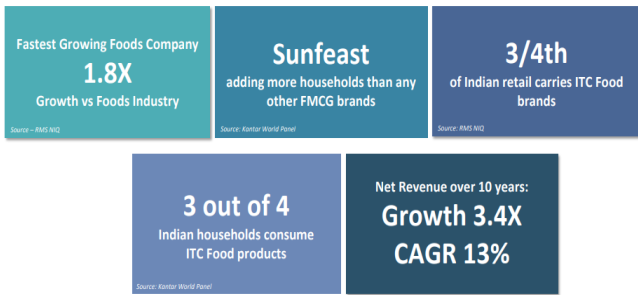 Fastest Growing Foods Company
1.8X
Growth vs Foods Industry
Source – RMS NIQ
Sunfeast
adding more households than any
other FMCG brands
Source: Kantar World Panel
3/4th
of Indian retail carries ITC Food
brands
Source: RMS NIQ
3 out of 4
Indian households consume
ITC Food products
Source: Kantar World Panel
Net Revenue over 10 years:
Growth 3.4X
CAGR 13%